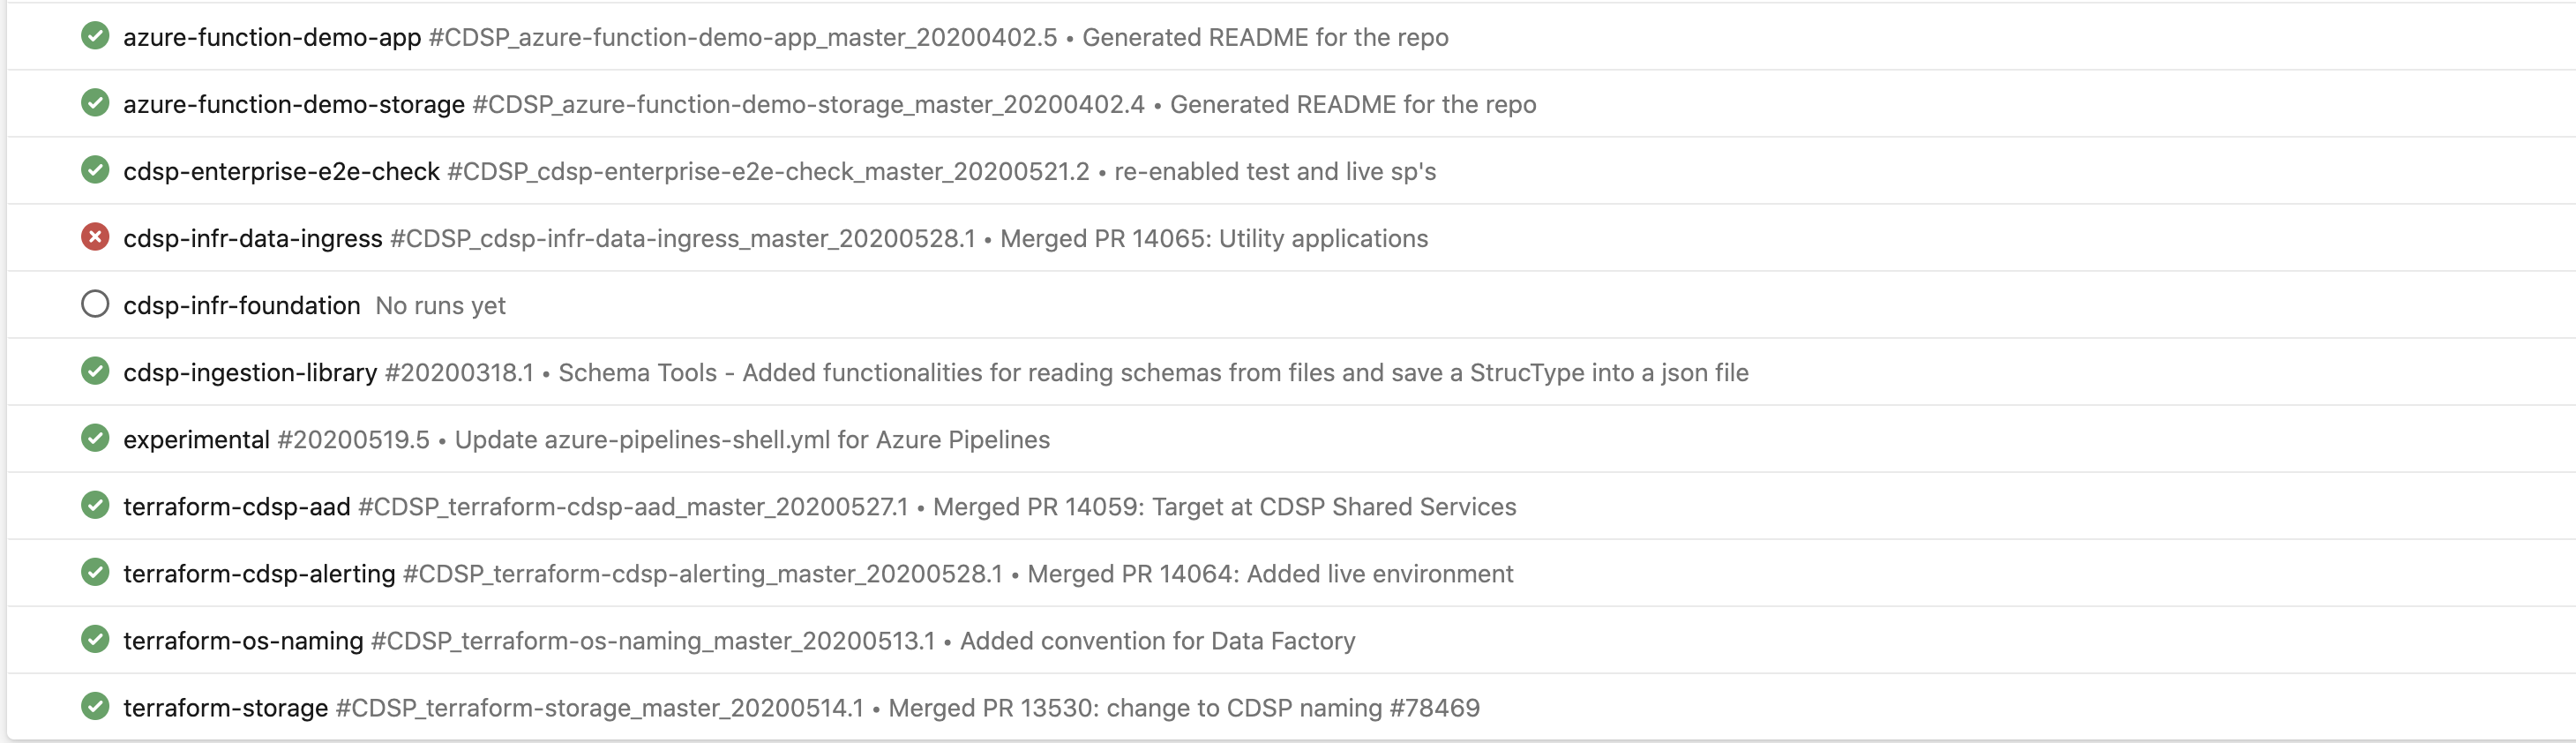 azure-function-demo-app #CDSP_azure-function-demo-app_master_20200402.5 • Generated README for the repo
azure-function-demo-storage #CDSP_azure-function-demo-storage_master_20200402.4 • Generated README for the repo
cdsp-enterprise-e2e-check #CDSP_cdsp-enterprise-e2e-check_master_20200521.2 • re-enabled test and live sp's
cdsp-infr-data-ingress #CDSP_cdsp-infr-data-ingress_master_20200528.1 • Merged PR 14065: Utility applications
cdsp-infr-foundation No runs yet
cdsp-ingestion-library #20200318.1 • Schema Tools - Added functionalities for reading schemas from files and save a StrucType into a json file
experimental #20200519.5 • Update azure-pipelines-shell.yml for Azure Pipelines
terraform-cdsp-aad #CDSP_terraform-cdsp-aad_master_20200527.1 • Merged PR 14059: Target at CDSP Shared Services
terraform-cdsp-alerting #CDSP_terraform-cdsp-alerting_master_20200528.1 • Merged PR 14064: Added live environment
terraform-os-naming #CDSP_terraform-os-naming_master_20200513.1 • Added convention for Data Factory
terraform-storage #CDSP_terraform-storage_master_20200514.1 • Merged PR 13530: change to CDSP naming #78469